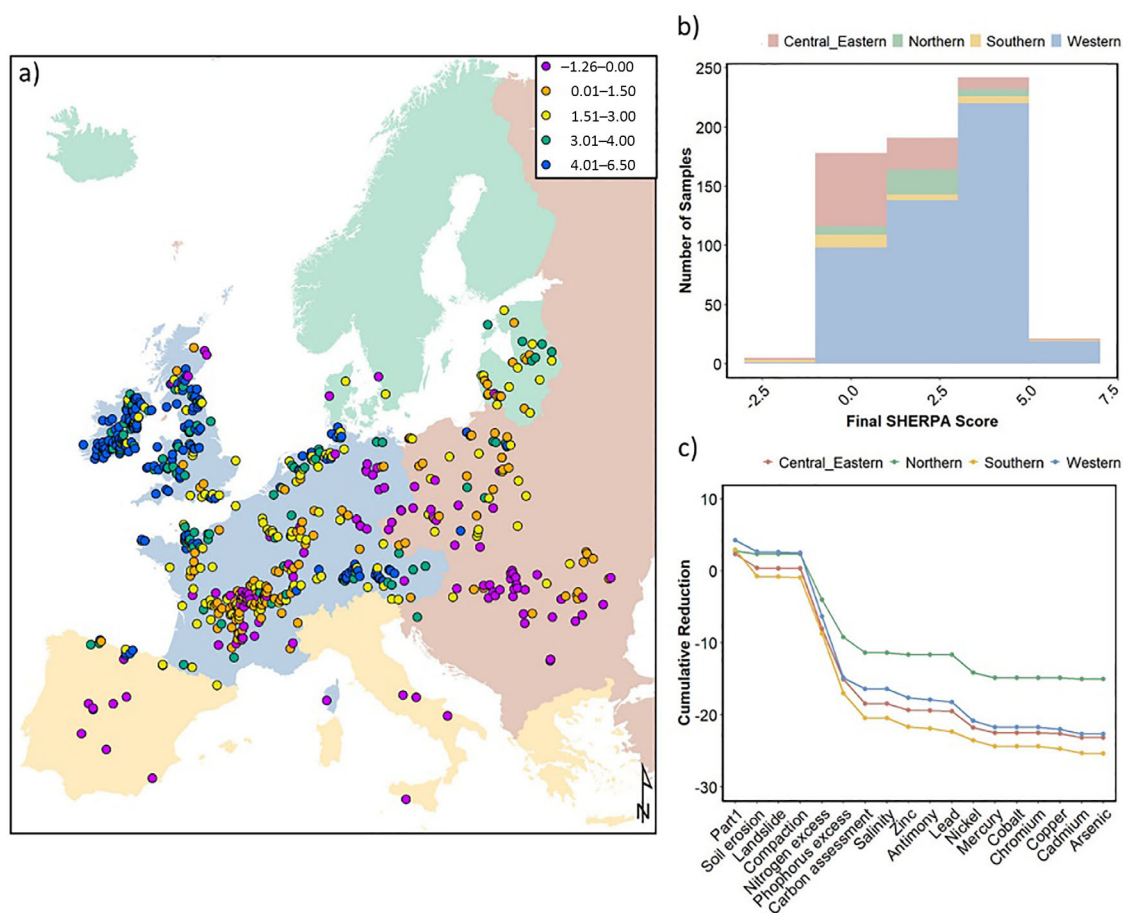 a)
−1.26–0.00
0.01–1.50
1.51–3.00
3.01–4.00
4.01–6.50
N
b)
Central_Eastern Northern Southern Western
250
200
150
100
50
0
Number of Samples
-2.5 0.0 2.5 5.0 7.5
Final SHERPA Score
c)
Central_Eastern Northern Southern Western
10
0
-10
-20
-30
Cumulative Reduction
Part1
Soil erosion
Landslide
Compaction
Nitrogen excess
Phophorus excess
Carbon assessment
Salinity
Zinc
Antimony
Lead
Nickel
Mercury
Cobalt
Chromium
Copper
Cadmium
Arsenic